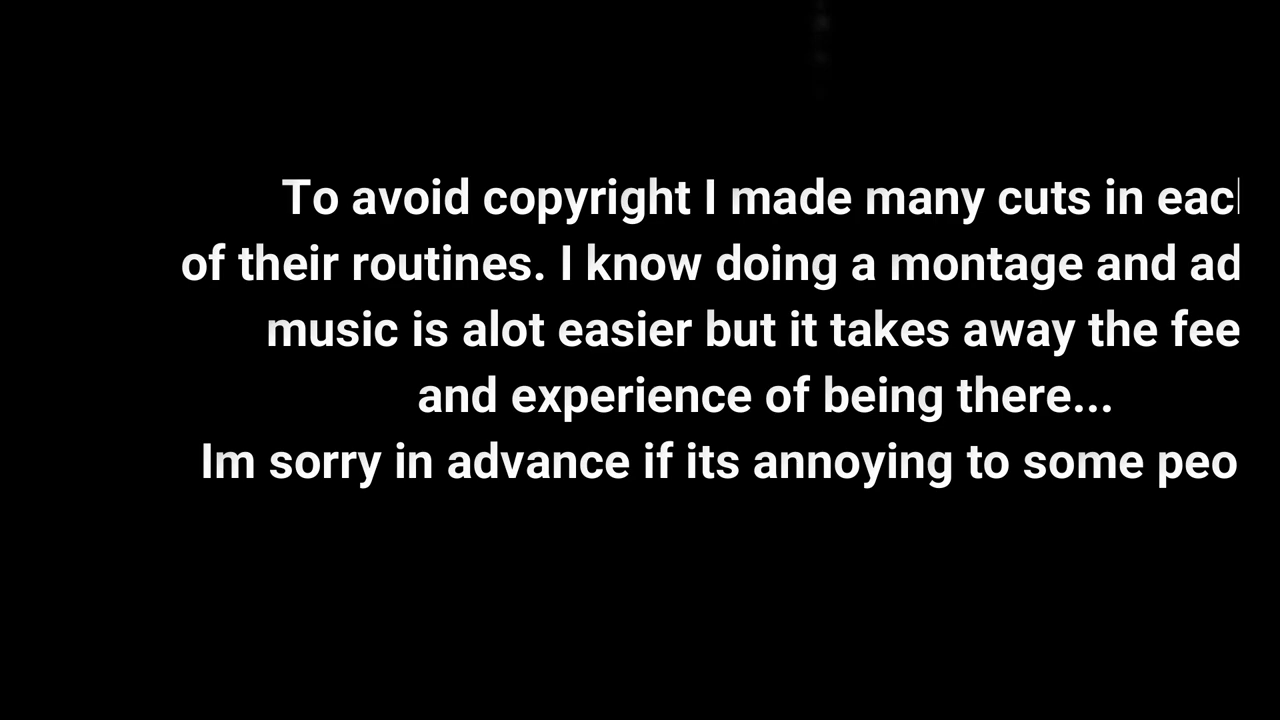 To avoid copyright I made many cuts in eac
of their routines. I know doing a montage and ad
music is alot easier but it takes away the fee
and experience of being there...
Im sorry in advance if its annoying to some peo